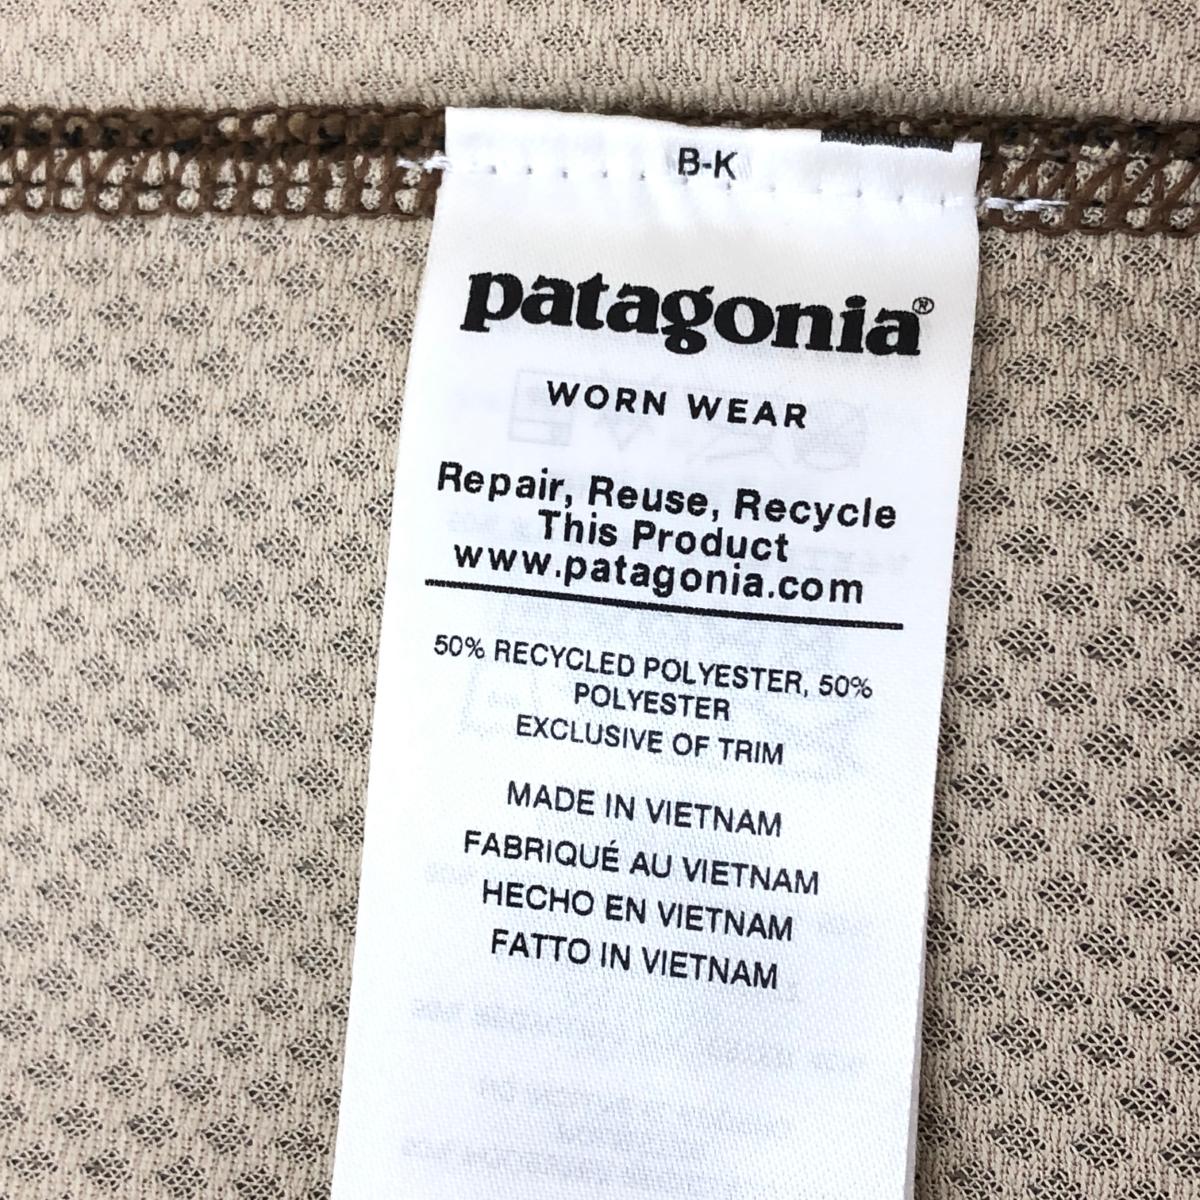 B-K
patagonia®
WORN WEAR
Repair, Reuse, Recycle
This Product
www.patagonia.com
50% RECYCLED POLYESTER, 50%
POLYESTER
EXCLUSIVE OF TRIM
MADE IN VIETNAM
FABRIQUÉ AU VIETNAM
HECHO EN VIETNAM
FATTO IN VIETNAM